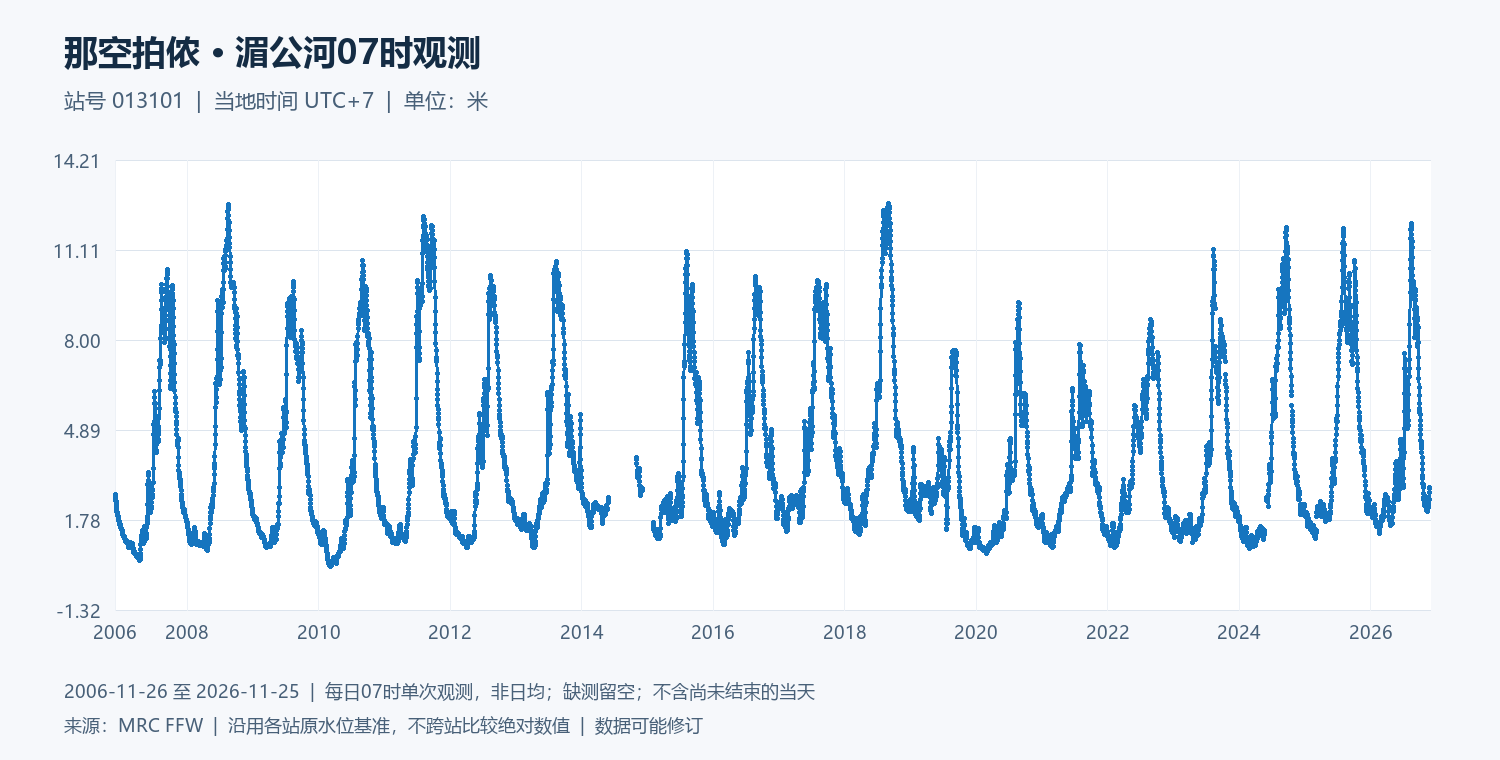 那空拍侬 • 湄公河07时观测
站号 013101 | 当地时间 UTC+7 | 单位：米
14.21
11.11
8.00
4.89
1.78
-1.32
2006 2008 2010 2012 2014 2016 2018 2020 2022 2024 2026
2006-11-26 至 2026-11-25 | 每日07时单次观测，非日均；缺测留空；不含尚未结束的当天
来源：MRC FFW | 沿用各站原水位基准，不跨站比较绝对数值 | 数据可能修订